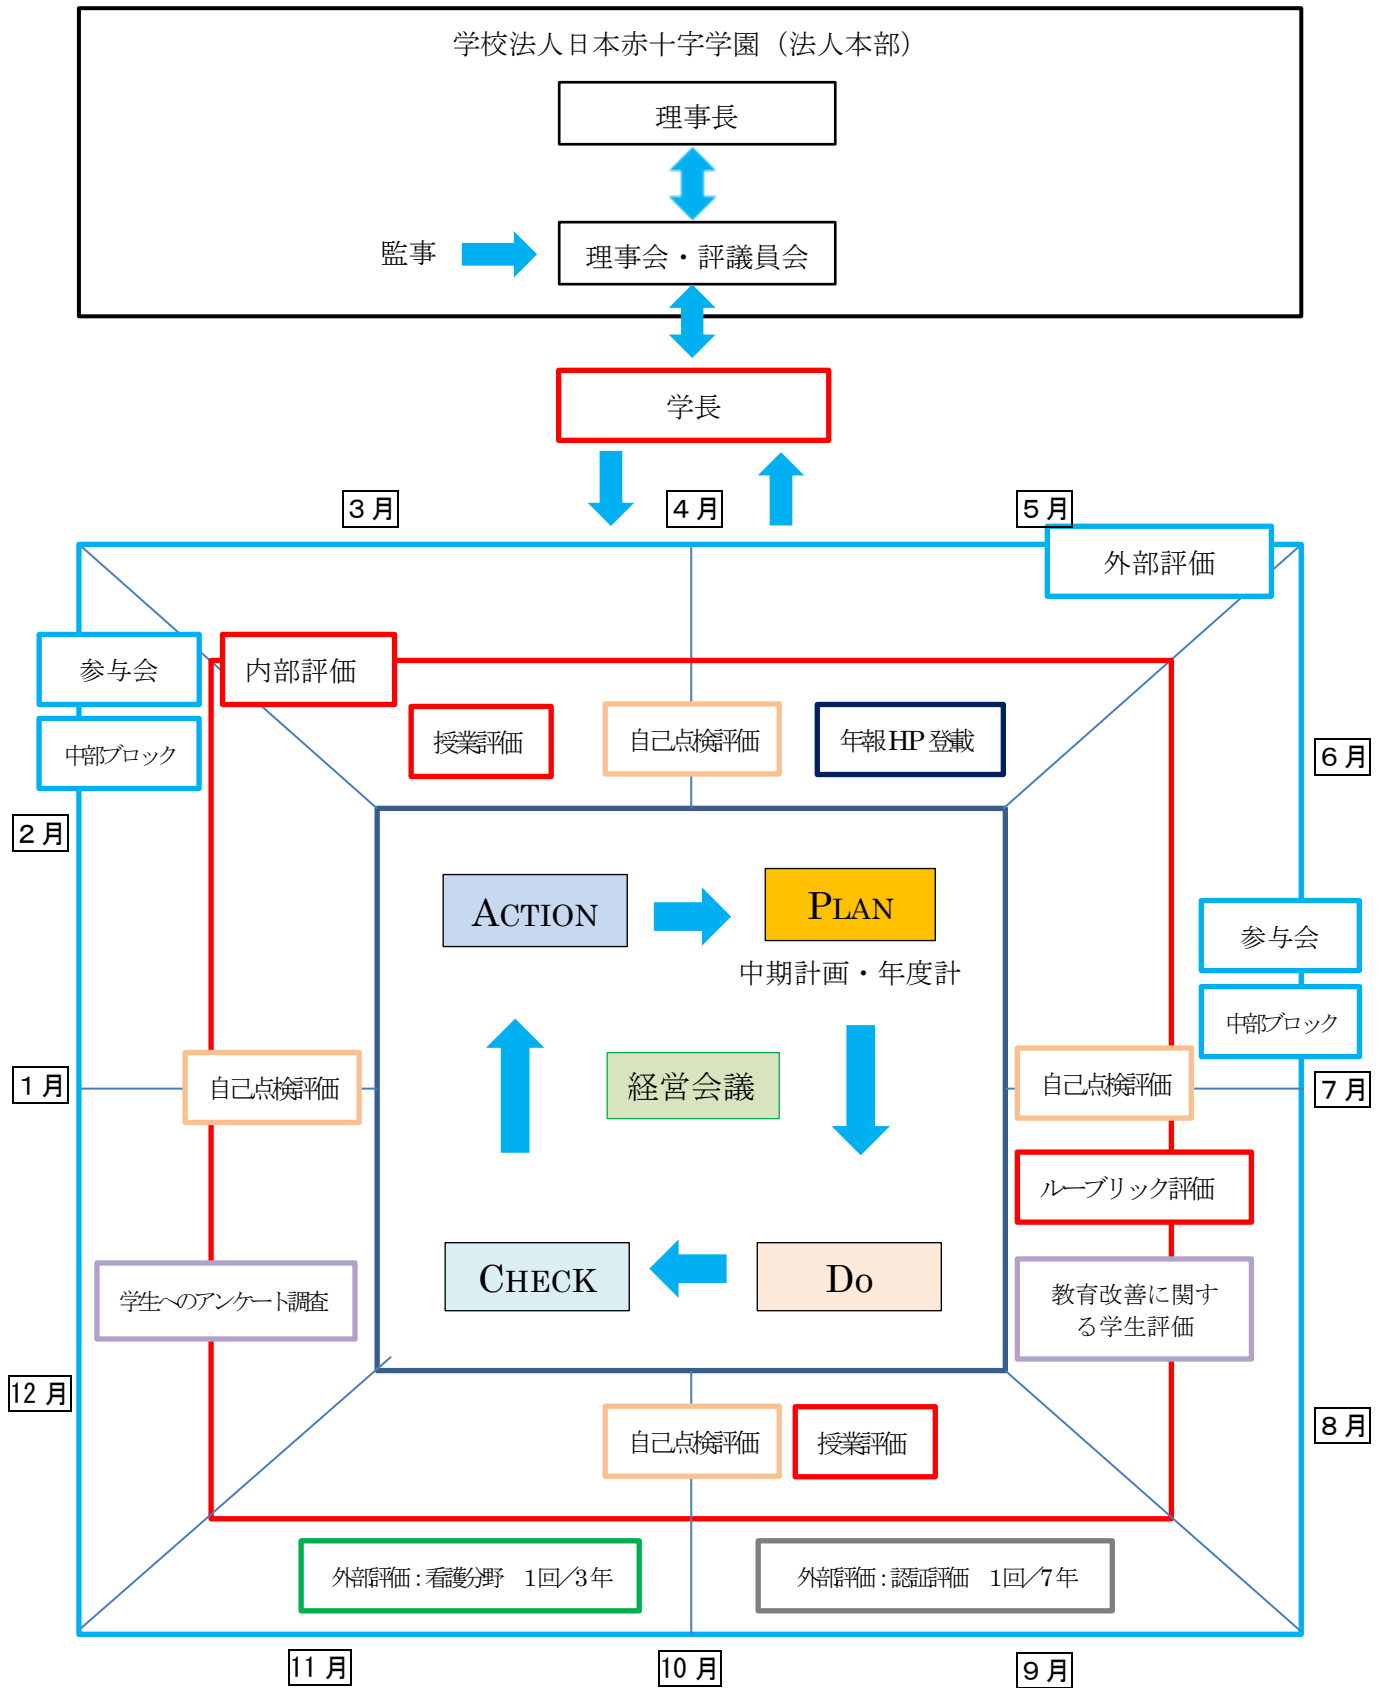 学校法人日本赤十字学園（法人本部）
理事長
監事
理事会・評議員会
学長
3月
4月
5月
外部評価
参与会
内部評価
中部ブロック
授業評価
自己点検評価
年報HP登載
6月
2月
ACTION
PLAN
中期計画・年度計
参与会
中部ブロック
1月
自己点検評価
経営会議
自己点検評価
7月
ルーブリック評価
学生へのアンケート調査
CHECK
DO
教育改善に関す
る学生評価
12月
自己点検評価
授業評価
8月
外部評価：看護分野　1回／3年
外部評価：認証評価　1回／7年
11月
10月
9月